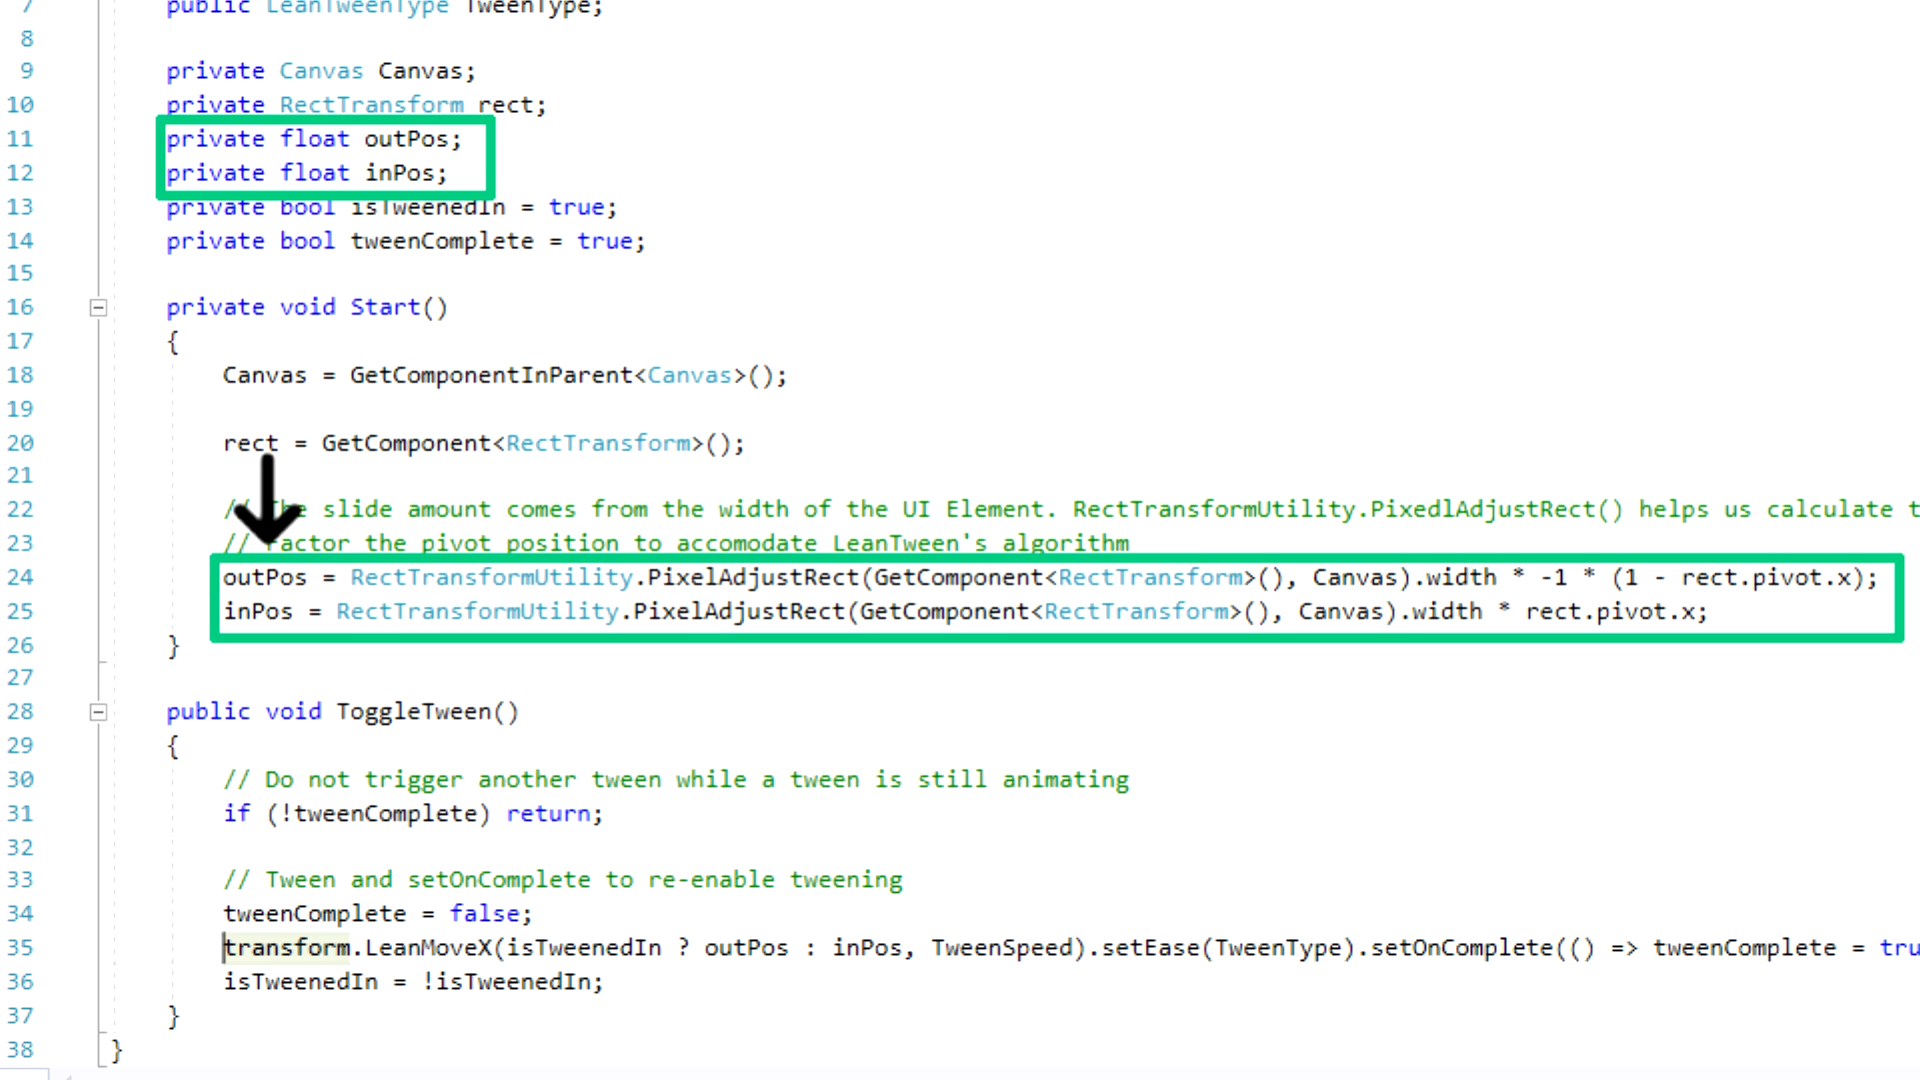 7 public LeanTweenType TweenType;
8
9 private Canvas Canvas;
10 private RectTransform rect;
11 private float outPos;
12 private float inPos;
13 private bool isTweenedIn = true;
14 private bool tweenComplete = true;
15
16 private void Start()
17 {
18 Canvas = GetComponentInParent<Canvas>();
19
20 rect = GetComponent<RectTransform>();
21
22 // The slide amount comes from the width of the UI Element. RectTransformUtility.PixedlAdjustRect() helps us calculate t
23 // Factor the pivot position to accomodate LeanTween's algorithm
24 outPos = RectTransformUtility.PixelAdjustRect(GetComponent<RectTransform>(), Canvas).width * -1 * (1 - rect.pivot.x);
25 inPos = RectTransformUtility.PixelAdjustRect(GetComponent<RectTransform>(), Canvas).width * rect.pivot.x;
26 }
27
28 public void ToggleTween()
29 {
30 // Do not trigger another tween while a tween is still animating
31 if (!tweenComplete) return;
32
33 // Tween and setOnComplete to re-enable tweening
34 tweenComplete = false;
35 transform.LeanMoveX(isTweenedIn ? outPos : inPos, TweenSpeed).setEase(TweenType).setOnComplete(() => tweenComplete = tru
36 isTweenedIn = !isTweenedIn;
37 }
38 }